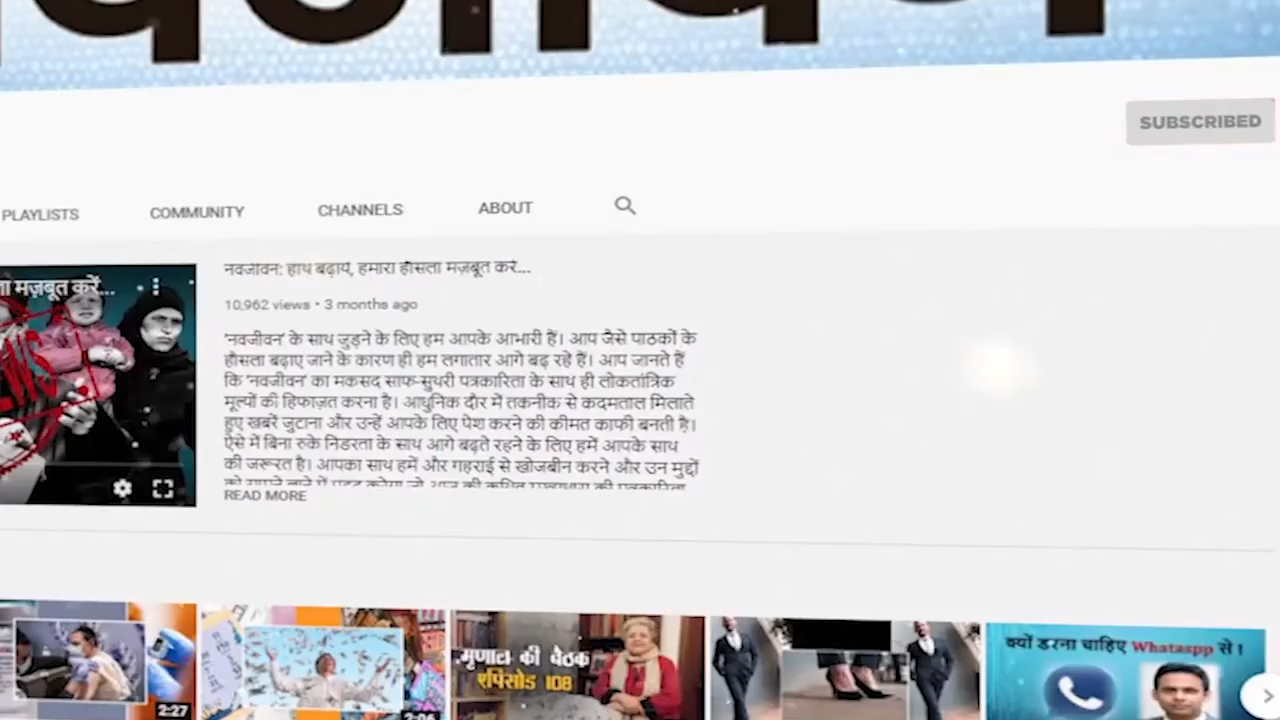 SUBSCRIBED
PLAYLISTS COMMUNITY CHANNELS ABOUT
मज़बूत करें...
नवजीवन: हाथ बढ़ायें, हमारा हौसला मज़बूत करें...
10,962 views • 3 months ago
'नवजीवन' के साथ जुड़ने के लिए हम आपके आभारी हैं। आप जैसे पाठकों के
हौसला बढ़ाए जाने के कारण ही हम लगातार आगे बढ़ रहे हैं। आप जानते हैं
कि 'नवजीवन' का मकसद साफ-सुथरी पत्रकारिता के साथ ही लोकतांत्रिक
मूल्यों की हिफाज़त करना है। आधुनिक दौर में तकनीक से कदमताल मिलाते
हुए खबरें जुटाना और उन्हें आपके लिए पेश करने की कीमत काफी बनती है।
ऐसे में बिना रुके निडरता के साथ आगे बढ़ते रहने के लिए हमें आपके साथ
की जरूरत है। आपका साथ हमें और गहराई से खोजबीन करने और उन मुद्दों
READ MORE
2:27
2:06
मृणाल की बैठक
एपिसोड 108
क्यों डरना चाहिए Whataspp से !